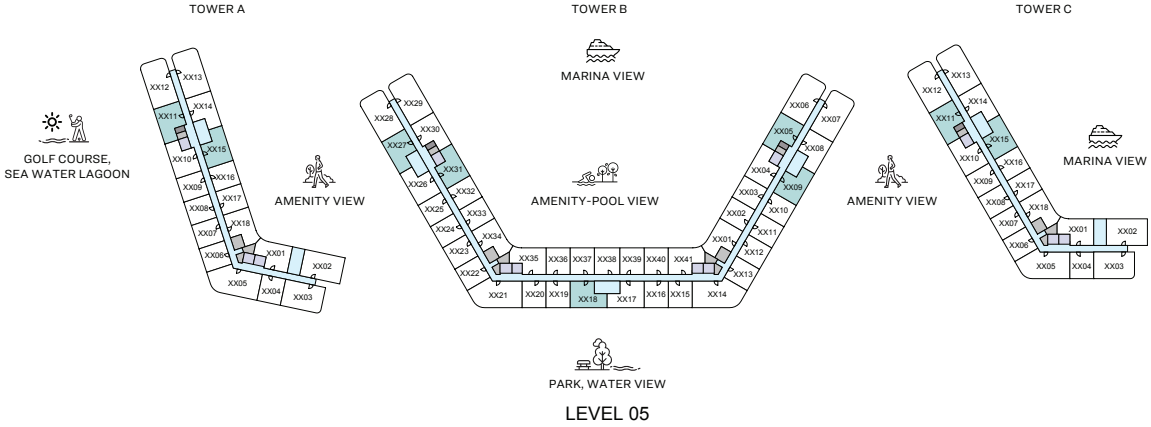 TOWER A
TOWER B
TOWER C
MARINA VIEW
GOLF COURSE,
SEA WATER LAGOON
AMENITY VIEW
AMENITY-POOL VIEW
AMENITY VIEW
MARINA VIEW
PARK, WATER VIEW
LEVEL 05
XX13
XX12
XX14
XX11
XX15
XX10
XX16
XX09
XX17
XX08
XX18
XX07
XX06
XX01
XX02
XX05
XX04
XX03
XX29
XX28
XX30
XX27
XX31
XX26
XX32
XX25
XX33
XX24
XX34
XX23
XX22
XX35
XX36
XX37
XX38
XX39
XX40
XX41
XX21
XX20
XX19
XX18
XX17
XX16
XX15
XX14
XX06
XX07
XX05
XX08
XX04
XX09
XX03
XX10
XX02
XX11
XX01
XX12
XX13
XX13
XX12
XX14
XX11
XX15
XX10
XX16
XX09
XX17
XX08
XX18
XX07
XX06
XX01
XX02
XX05
XX04
XX03